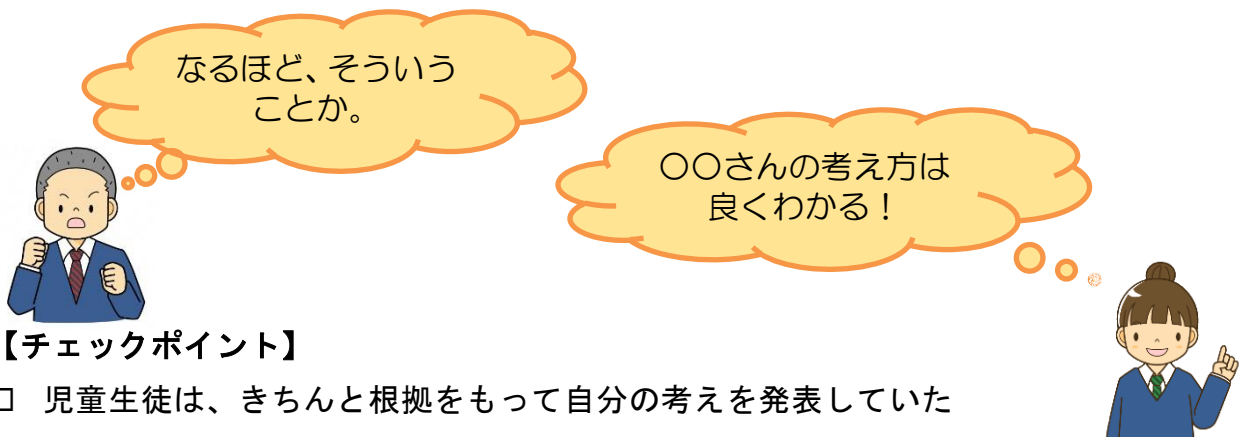 なるほど、そういう
ことか。
〇〇さんの考え方は
良くわかる！
【チェックポイント】
□ 児童生徒は、きちんと根拠をもって自分の考えを発表していた